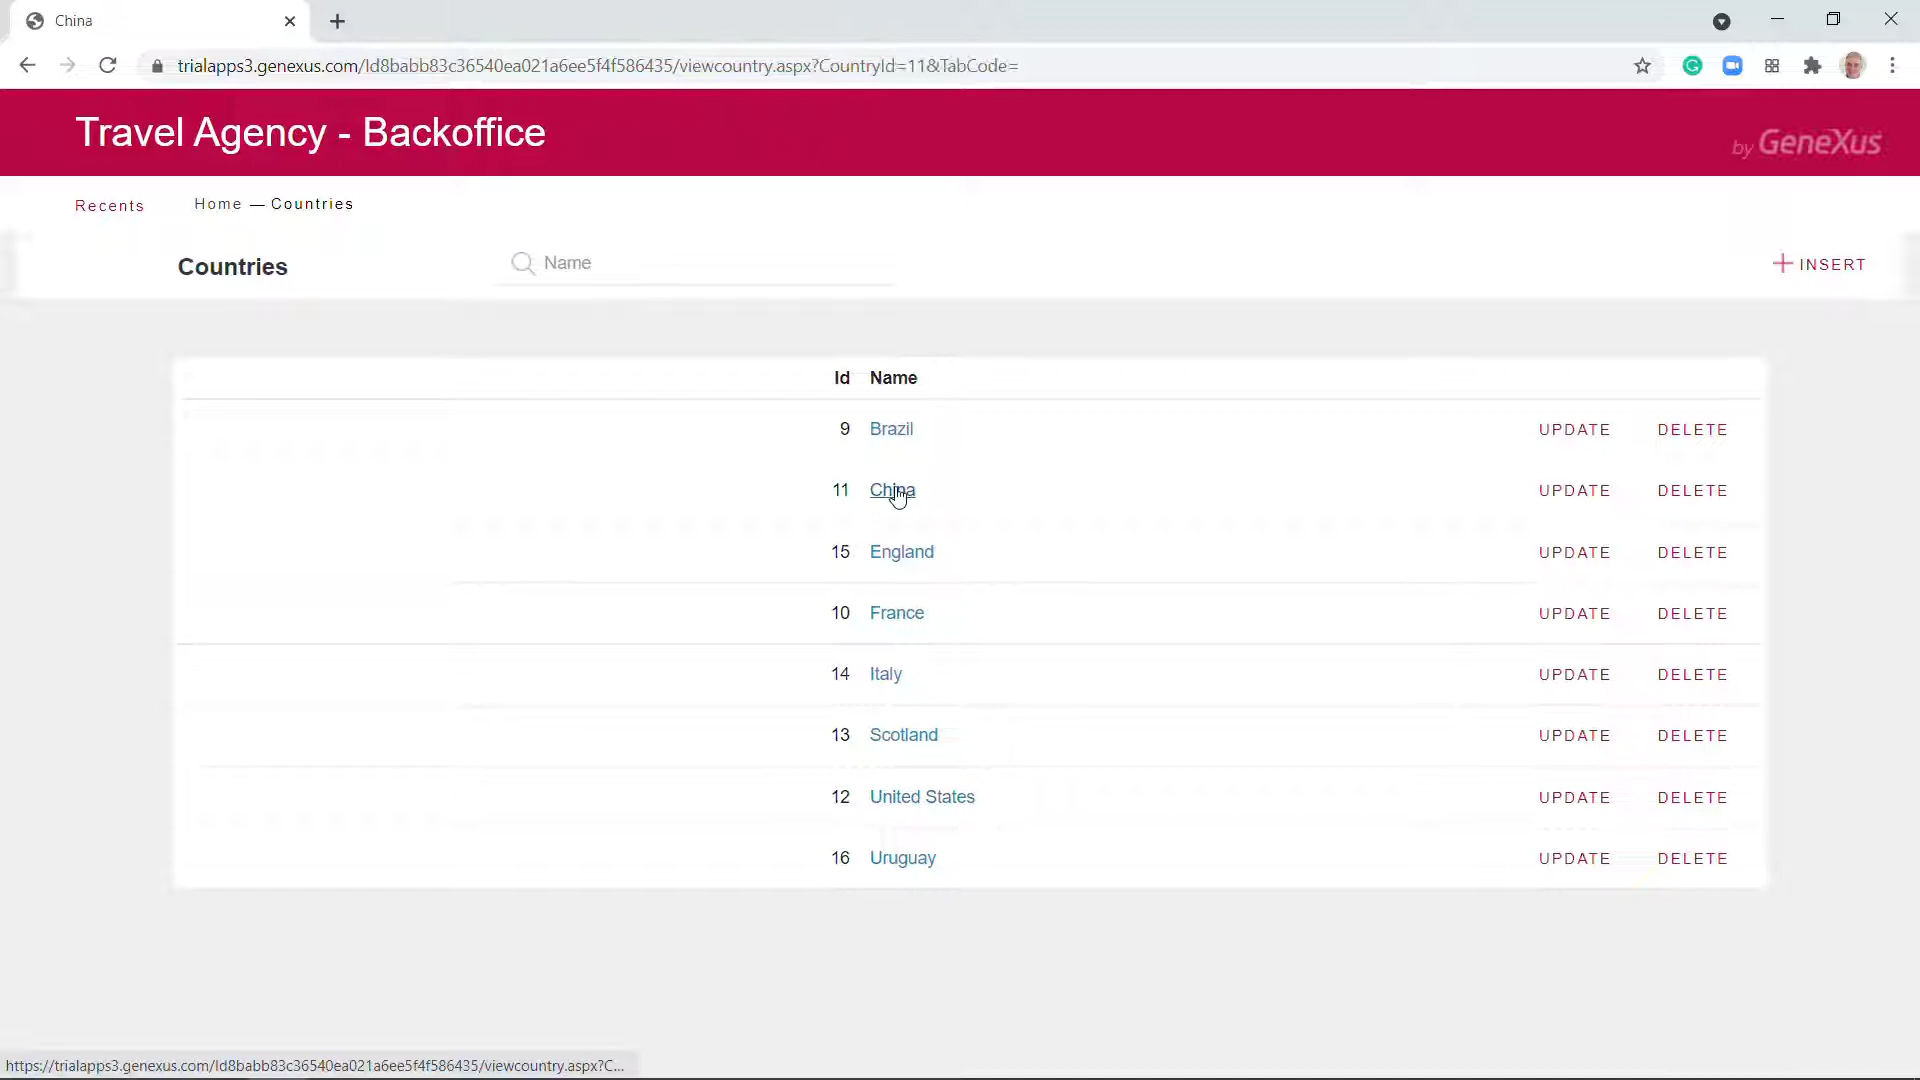 China
trialapps3.genexus.com/Id8babb83c36540ea021a6ee5f4f586435/viewcountry.aspx?CountryId=11&TabCode=
Travel Agency - Backoffice
by GeneXus
Recents Home — Countries
Countries Name INSERT
Id Name
9 Brazil UPDATE DELETE
11 China UPDATE DELETE
15 England UPDATE DELETE
10 France UPDATE DELETE
14 Italy UPDATE DELETE
13 Scotland UPDATE DELETE
12 United States UPDATE DELETE
16 Uruguay UPDATE DELETE
https://trialapps3.genexus.com/Id8babb83c36540ea021a6ee5f4f586435/viewcountry.aspx?C...